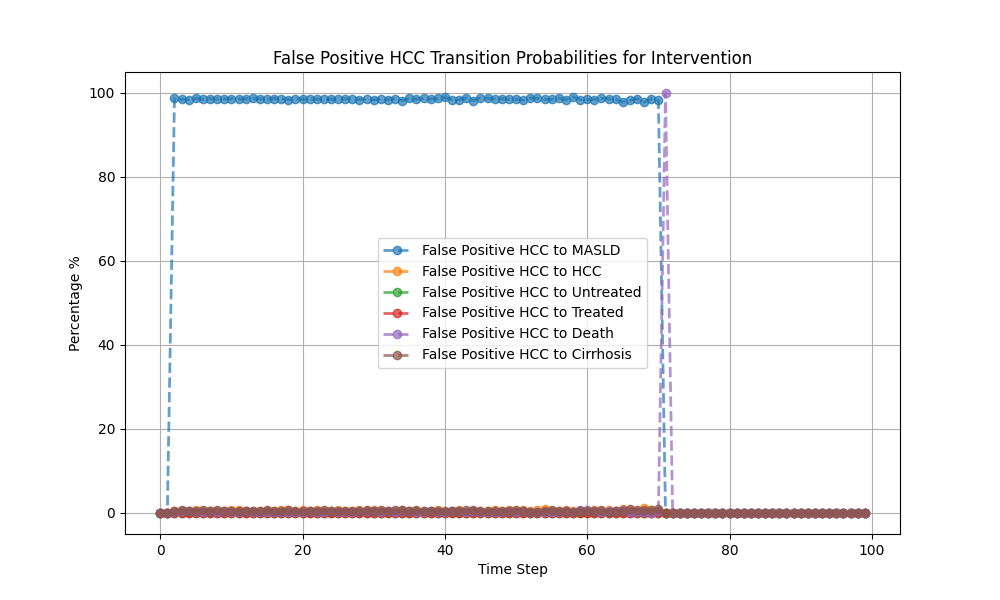 False Positive HCC Transition Probabilities for Intervention
100
80
60
40
20
0
Percentage %
False Positive HCC to MASLD
False Positive HCC to HCC
False Positive HCC to Untreated
False Positive HCC to Treated
False Positive HCC to Death
False Positive HCC to Cirrhosis
0 20 40 60 80 100
Time Step